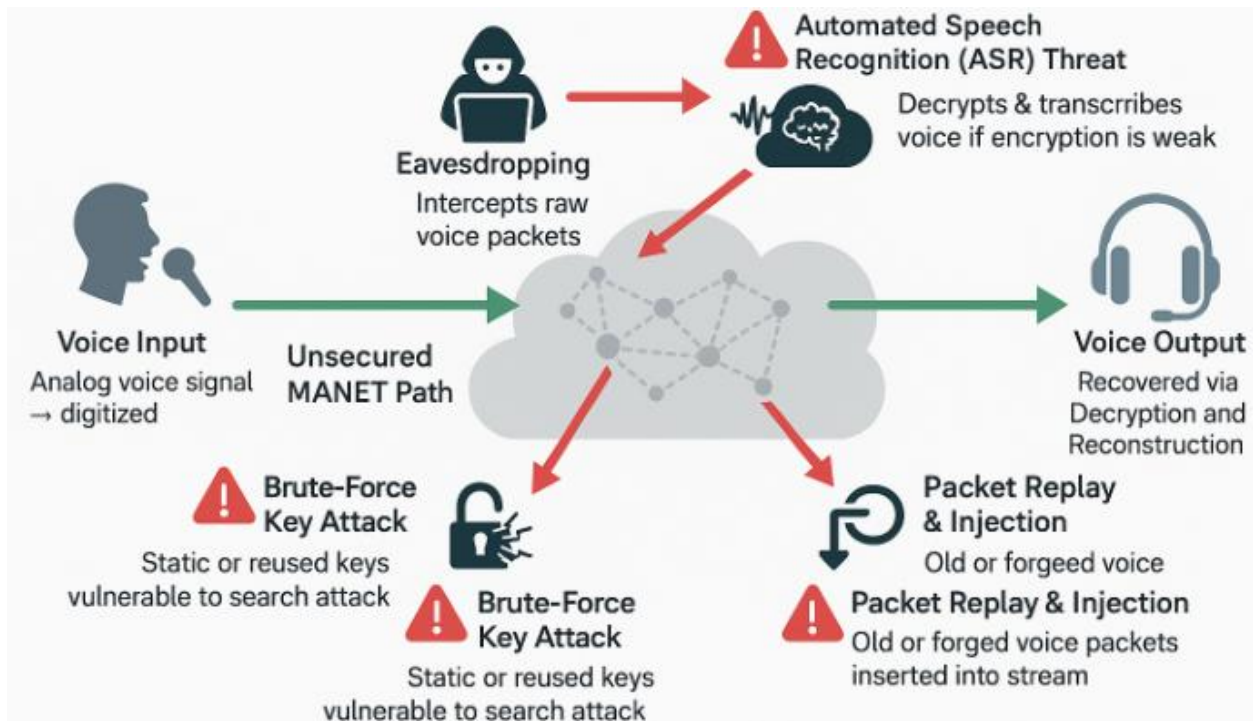 Automated Speech
Recognition (ASR) Threat
Decrypts & transcrribes
voice if encryption is weak
Eavesdropping
Intercepts raw
voice packets
Voice Input
Analog voice signal
→ digitized
Unsecured
MANET Path
Voice Output
Recovered via
Decryption and
Reconstruction
Brute-Force
Key Attack
Static or reused keys
vulnerable to search attack
Brute-Force
Key Attack
Static or reused keys
vulnerable to search attack
Packet Replay
& Injection
Old or forgeed voice
Packet Replay & Injection
Old or forged voice packets
inserted into stream